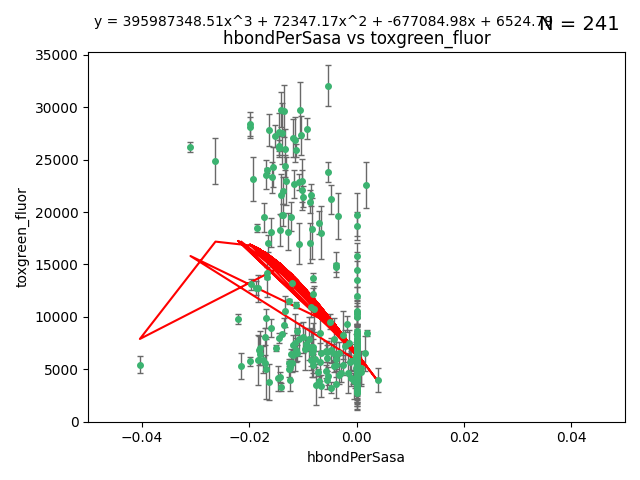 y = 395987348.51x^3 + 72347.17x^2 + -677084.98x + 6524.
N = 241
hbondPerSasa vs toxgreen_fluor
35000
30000
25000
20000
15000
10000
5000
0
toxgreen_fluor
−0.04
−0.02
0.00
0.02
0.04
hbondPerSasa